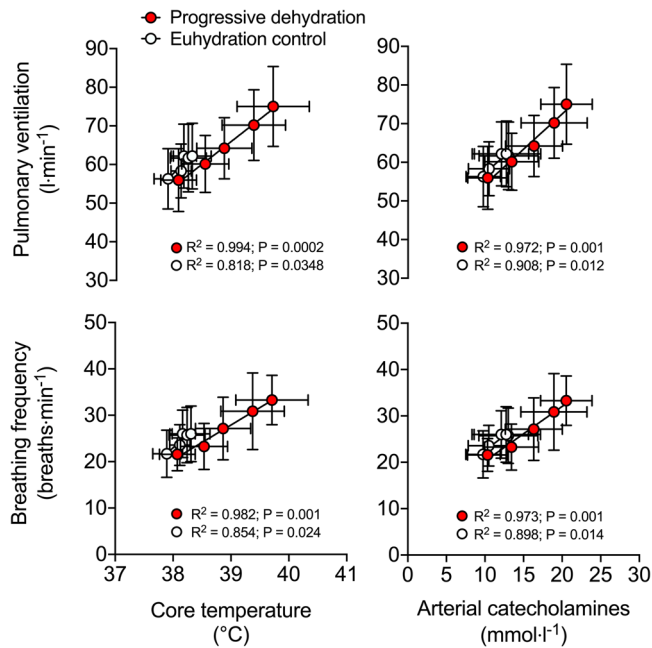 Progressive dehydration
Euhydration control
Pulmonary ventilation
(l·min-1)
90
80
70
60
50
40
30
R2 = 0.994; P = 0.0002
R2 = 0.818; P = 0.0348
90
80
70
60
50
40
30
R2 = 0.972; P = 0.001
R2 = 0.908; P = 0.012
Breathing frequency
(breaths·min-1)
50
40
30
20
10
0
R2 = 0.982; P = 0.001
R2 = 0.854; P = 0.024
37 38 39 40 41
Core temperature
(°C)
50
40
30
20
10
0
R2 = 0.973; P = 0.001
R2 = 0.898; P = 0.014
0 5 10 15 20 25 30
Arterial catecholamines
(mmol·l-1)